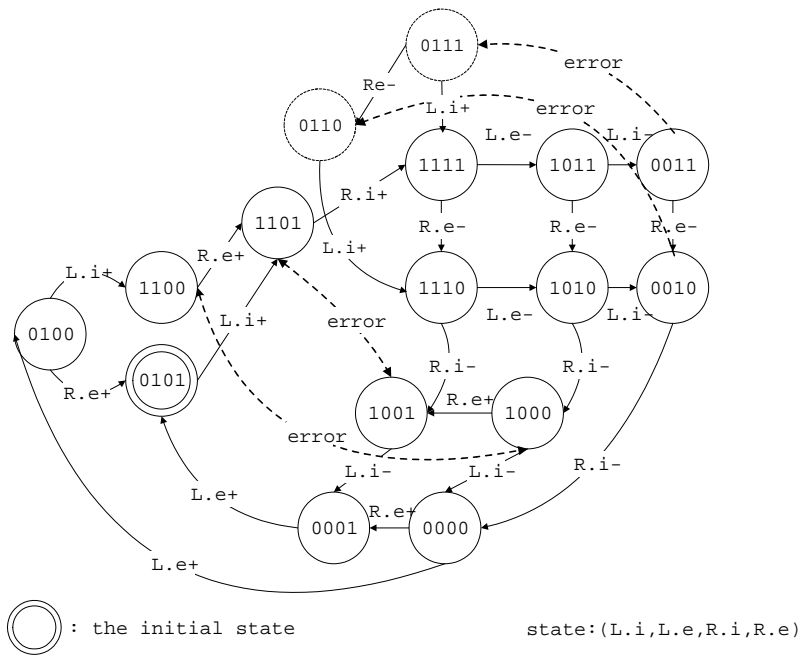 0111
error
Re-
error
L.i+
0110
L.e-
L.i-
1111
1011
0011
R.i+
1101
R.e-
R.e-
R.e-
R.e+
L.i+
L.i+
1100
1110
1010
0010
L.e-
L.i-
L.i+
error
0100
0101
R.i-
R.i-
R.e+
R.e+
1001
1000
error
L.i-
L.i-
R.i-
L.e+
R.e+
0001
0000
L.e+
: the initial state
state:(L.i,L.e,R.i,R.e)